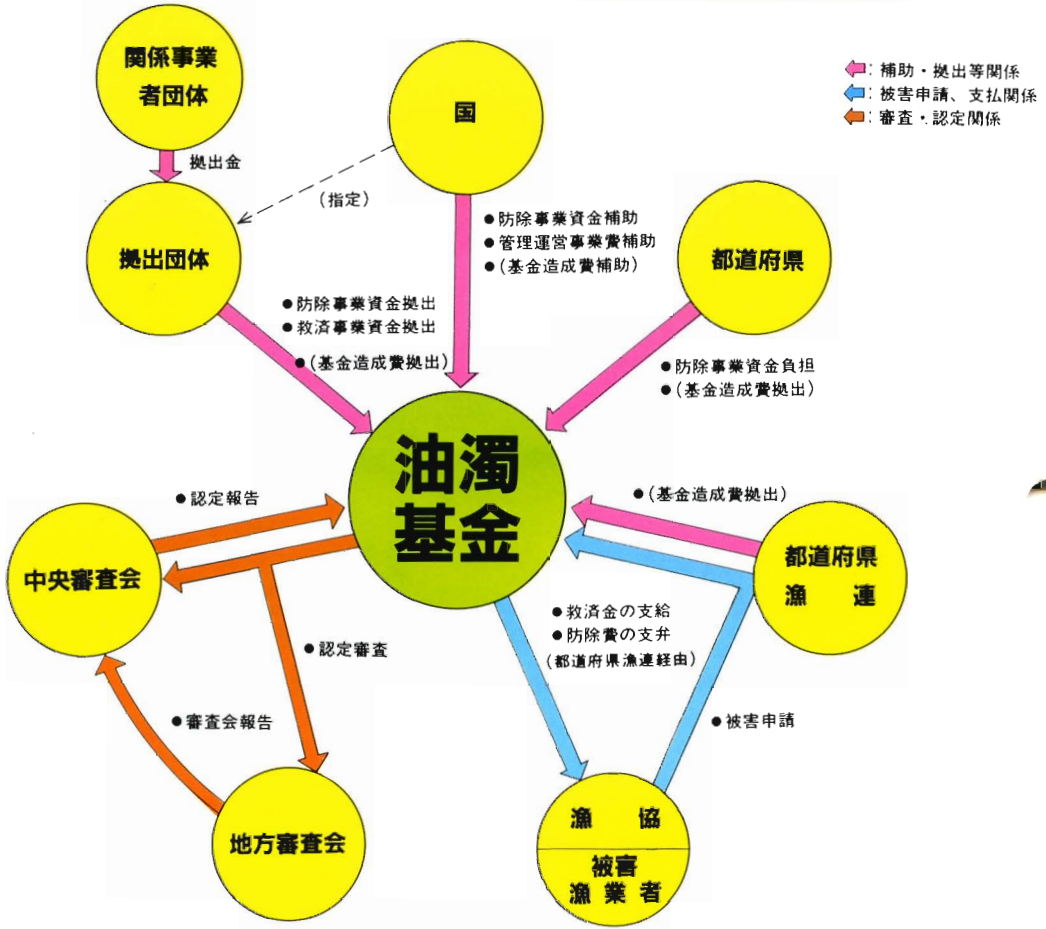 関係事業
者団体
国
：補助・拠出等関係
：被害申請、支払関係
：審査・認定関係
拠出金
(指定)
拠出団体
●防除事業資金補助
●管理運営事業費補助
●(基金造成費補助)
都道府県
●防除事業資金拠出
●救済事業資金拠出
●(基金造成費拠出)
●防除事業資金負担
●(基金造成費拠出)
油濁
基金
●認定報告
●(基金造成費拠出)
中央審査会
都道府県
漁　連
●救済金の支給
●防除費の支弁
(都道府県漁連経由)
●認定審査
●審査会報告
●被害申請
地方審査会
漁　協
被害
漁業者